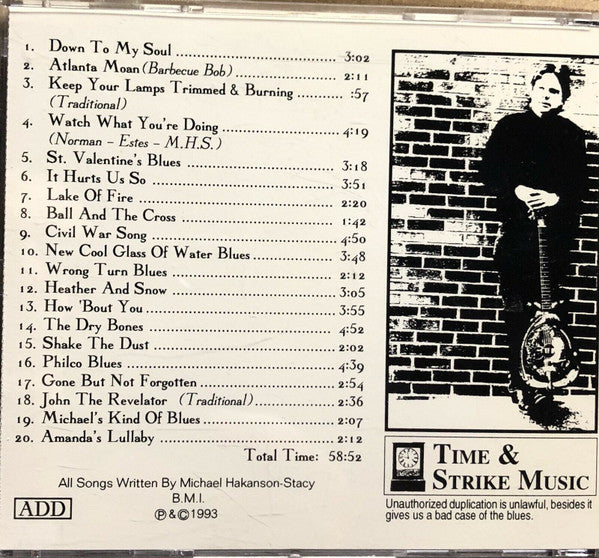 1. Down To My Soul 3:02
2. Atlanta Moan (Barbecue Bob) 2:11
3. Keep Your Lamps Trimmed & Burning :57
(Traditional)
4. Watch What You're Doing 4:19
(Norman - Estes - M.H.S.)
5. St. Valentine's Blues 3:18
6. It Hurts Us So 3:51
7. Lake Of Fire 2:20
8. Ball And The Cross 1:42
9. Civil War Song 4:50
10. New Cool Glass Of Water Blues 3:48
11. Wrong Turn Blues 2:12
12. Heather And Snow 3:05
13. How 'Bout You 3:55
14. The Dry Bones 4:52
15. Shake The Dust 2:02
16. Philco Blues 4:39
17. Gone But Not Forgotten 2:54
18. John The Revelator (Traditional) 2:36
19. Michael's Kind Of Blues 2:07
20. Amanda's Lullaby 2:12
Total Time: 58:52
All Songs Written By Michael Hakanson-Stacy
B.M.I.
℗&©1993
ADD
TIME &
STRIKE MUSIC
Unauthorized duplication is unlawful, besides it
gives us a bad case of the blues.